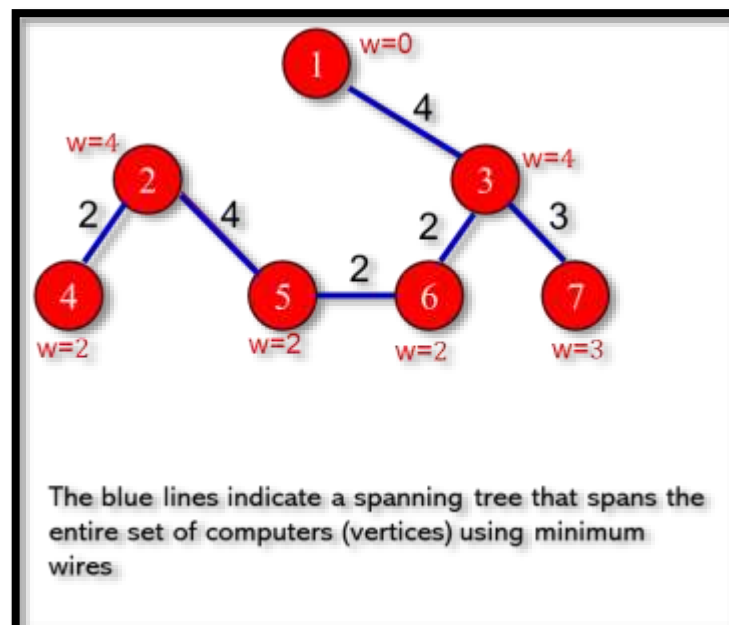 1 w=0
4
w=4 2 3 w=4
2 4 2 3
2
4 5 6 7
w=2 w=2 w=2 w=3
The blue lines indicate a spanning tree that spans the
entire set of computers (vertices) using minimum
wires